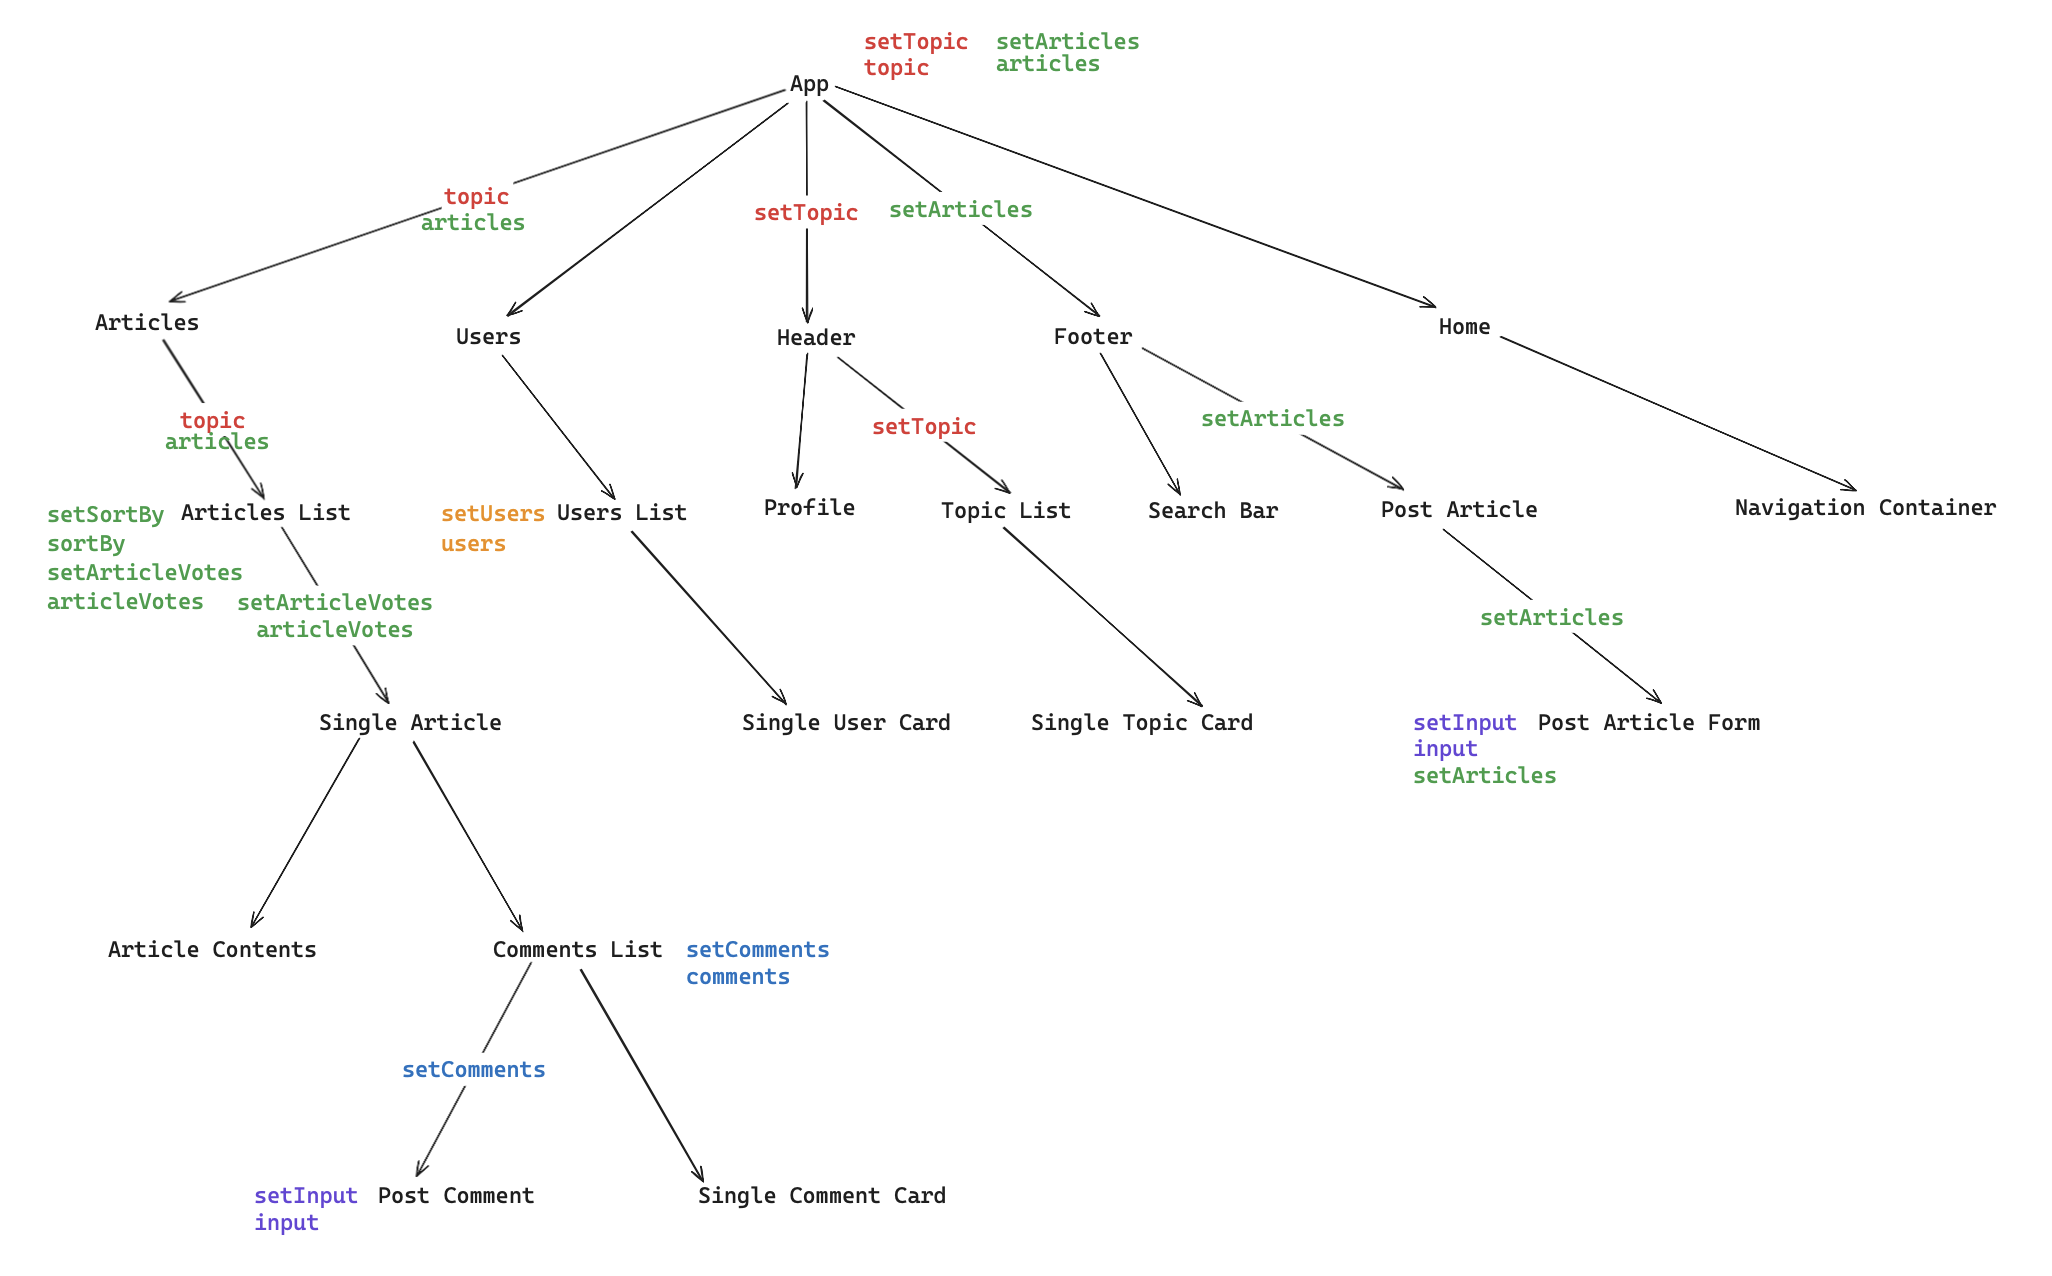 setTopic setArticles
topic articles
App
topic
articles
setTopic
setArticles
Articles
Users
Header
Footer
Home
topic
articles
setTopic
setArticles
setSortBy Articles List
sortBy
setArticleVotes
articleVotes
setUsers Users List
users
Profile
Topic List
Search Bar
Post Article
Navigation Container
setArticleVotes
articleVotes
setArticles
Single Article
Single User Card
Single Topic Card
setInput Post Article Form
input
setArticles
Article Contents
Comments List setComments
comments
setComments
setInput Post Comment
input
Single Comment Card